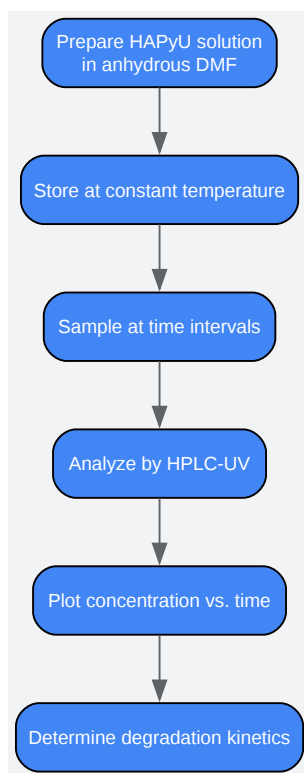 Prepare HAPyU solution
in anhydrous DMF
Store at constant temperature
Sample at time intervals
Analyze by HPLC-UV
Plot concentration vs. time
Determine degradation kinetics